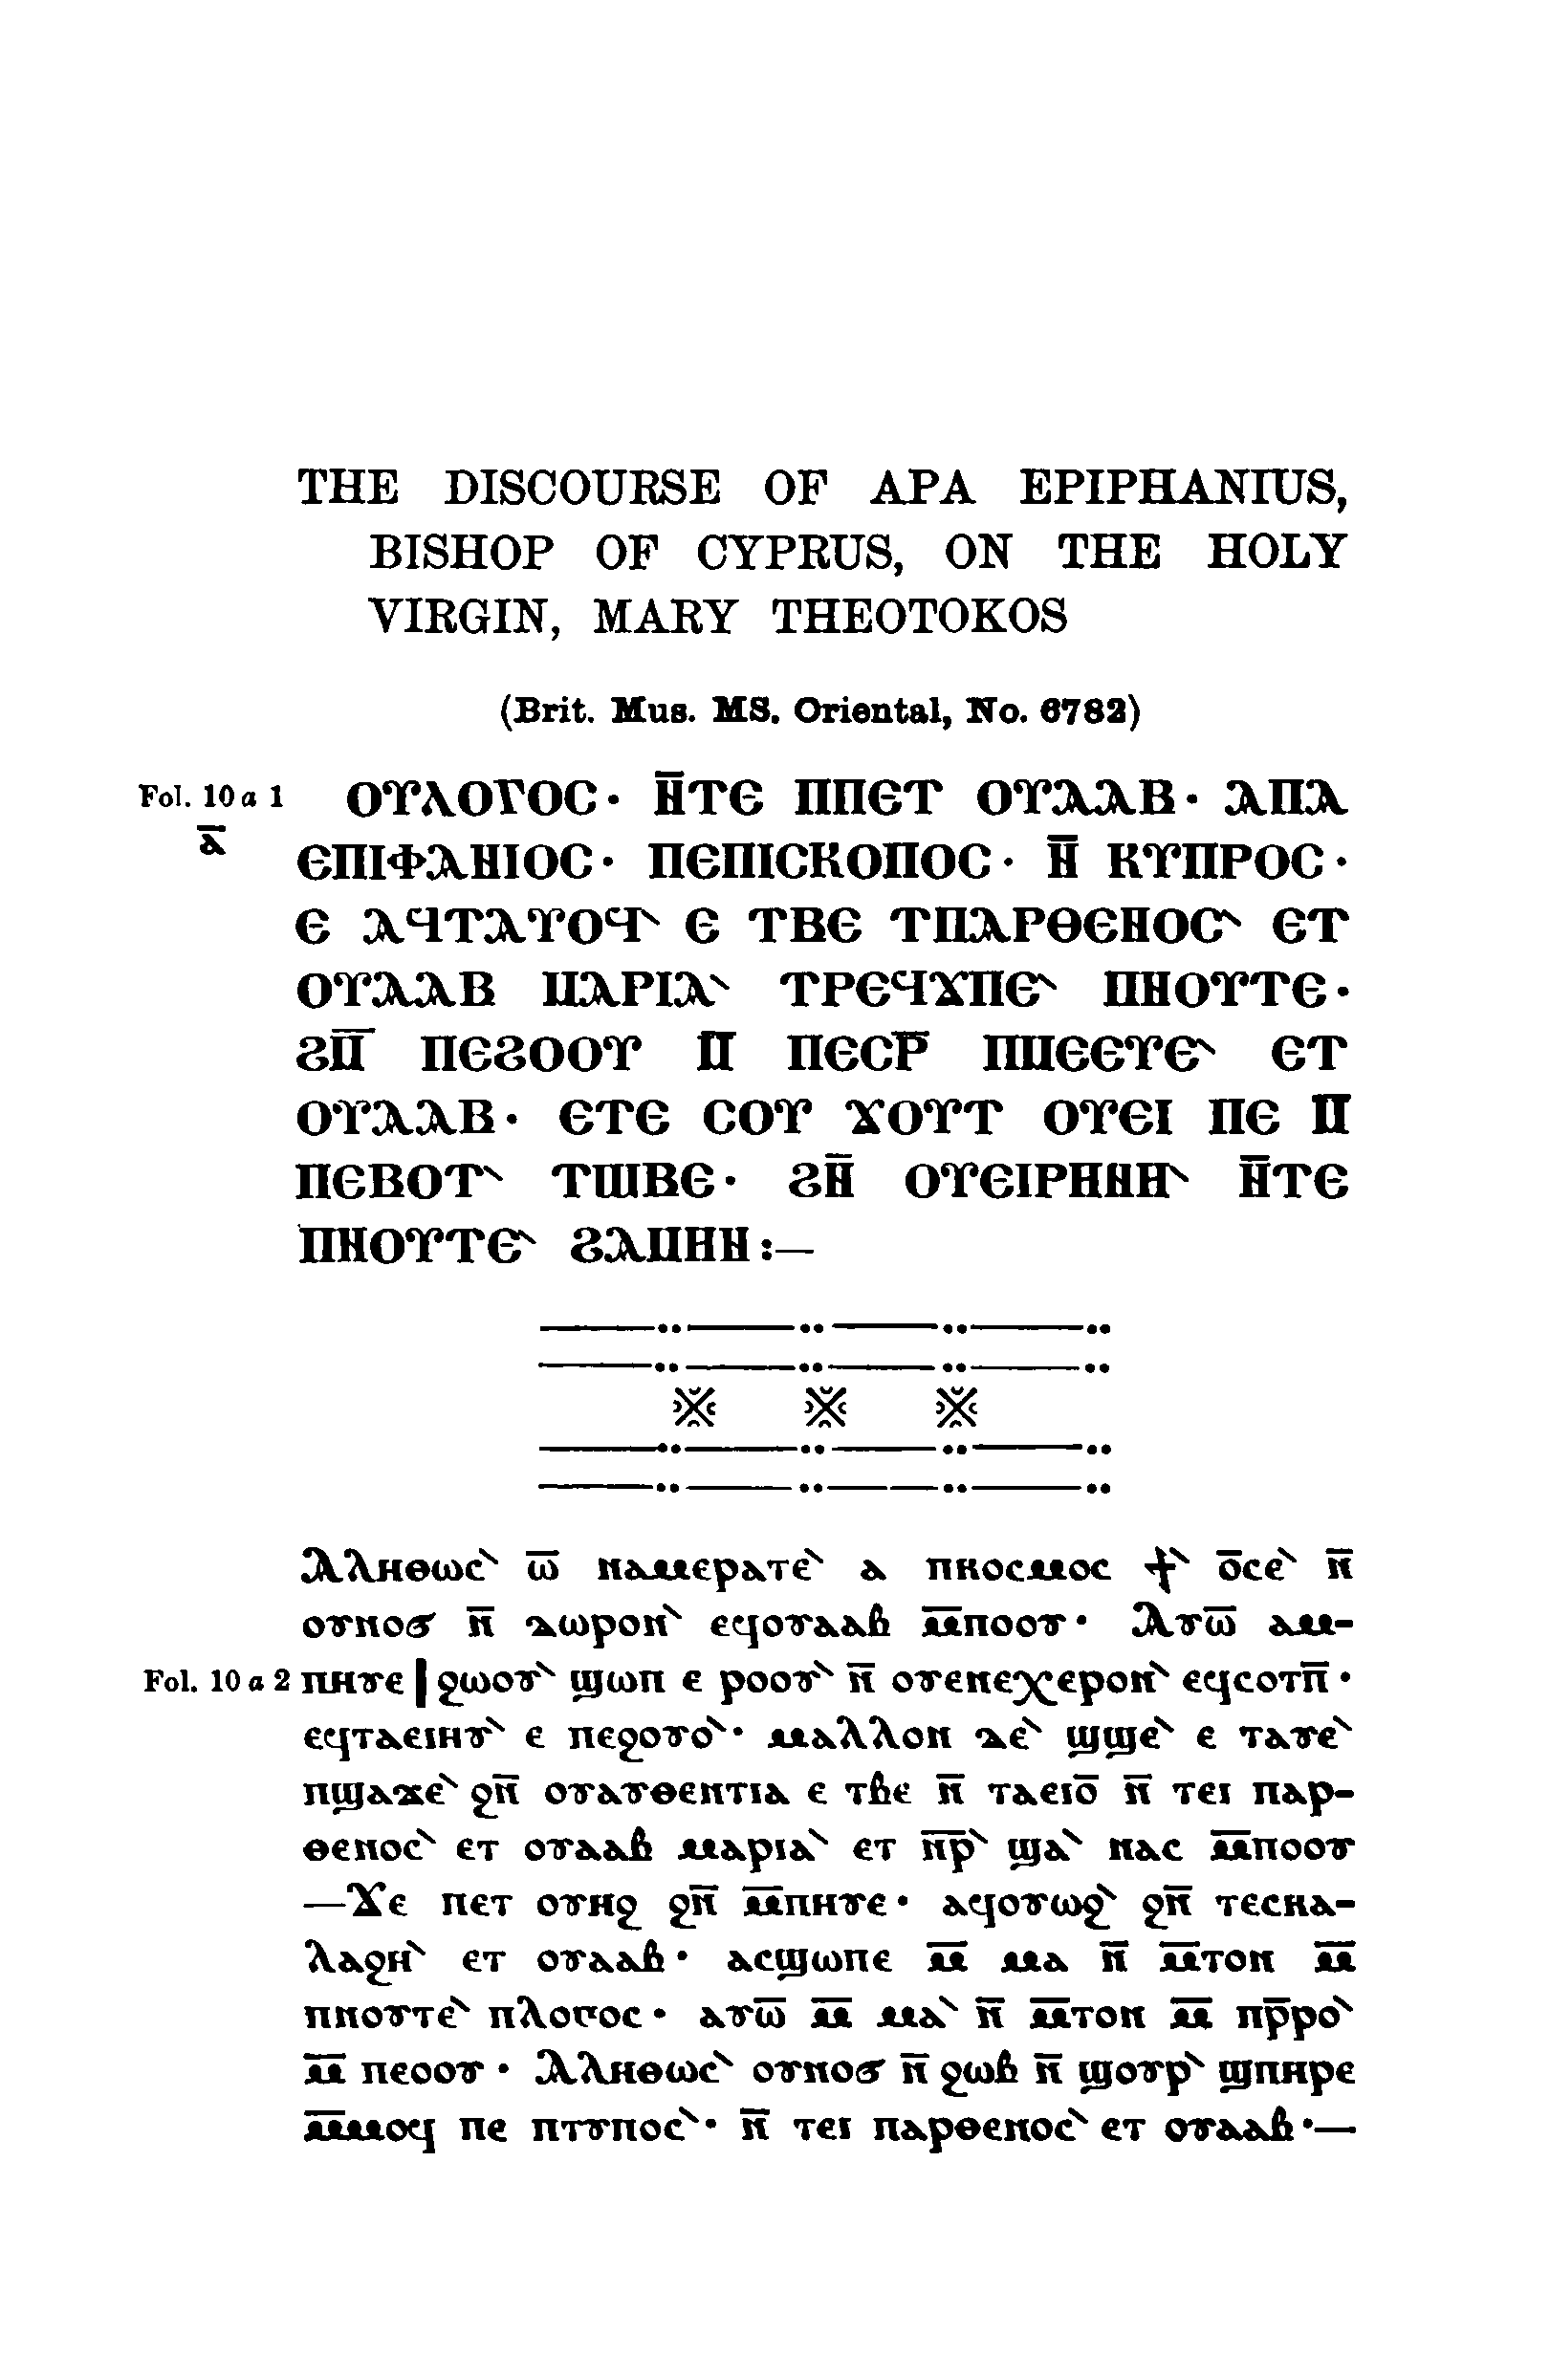 THE DISCOURSE OF APA EPIPHANIUS,
BISHOP OF CYPRUS, ON THE HOLY
VIRGIN, MARY THEOTOKOS
(Brit. Mus. MS. Oriental, No. 6782)
Fol. 10 a 1 ⲞⲨⲖⲞⲄⲞⲤ· Ⲛ̄ⲦⲈ ⲠⲠⲈⲦ ⲞⲨⲀⲀⲂ· ⲀⲠⲀ
ⲁ̄ ⲈⲠⲒⲪⲀⲚⲒⲞⲤ· ⲠⲈⲠⲒⲤⲔⲞⲠⲞⲤ· Ⲛ̄ ⲔⲨⲠⲢⲞⲤ·
Ⲉ ⲀϤⲦⲀⲨⲞϤ` Ⲉ ⲦⲂⲈ ⲦⲠⲀⲢⲐⲈⲚⲞⲤ` ⲈⲦ
ⲞⲨⲀⲀⲂ ⲘⲀⲢⲒⲀ` ⲦⲢⲈϤϪⲠⲈ` ⲠⲚⲞⲨⲦⲈ·
ϨⲘ̄ ⲠⲈϨⲞⲞⲨ Ⲙ̄ ⲠⲈⲤⲢ̄ ⲠⲘⲈⲈⲨⲈ` ⲈⲦ
ⲞⲨⲀⲀⲂ· ⲈⲦⲈ ⲤⲞⲨ ϪⲞⲨⲦ ⲞⲨⲈⲒ ⲠⲈ Ⲙ̄
ⲠⲈⲂⲞⲦ` ⲦⲰⲂⲈ· ϨⲚ̄ ⲞⲨⲈⲒⲢⲎⲚⲎ` Ⲛ̄ⲦⲈ
ⲠⲚⲞⲨⲦⲈ` ϨⲀⲘⲎⲚ :—
Ⲁⲗⲏⲑⲱⲥ` ⲱ̄ ⲛⲁⲙⲉⲣⲁⲧⲉ` ⲁ ⲡⲕⲟⲥⲙⲟⲥ ϯ` ⲟ̄ⲥⲉ` ⲛ̄
ⲟⲩⲛⲟϭ ⲛ̄ ⲇⲱⲣⲟⲛ` ⲉϥⲟⲩⲁⲁⲃ ⲙ̄ⲡⲟⲟⲩ· Ⲁⲩⲱ̄ ⲁⲙ-
Fol. 10 a 2 ⲡⲏⲩⲉ | ϩⲱⲟⲩ` ϣⲱⲡ ⲉ ⲣⲟⲟⲩ` ⲛ̄ ⲟⲩⲉⲛⲉⲭⲉⲣⲟⲛ` ⲉϥⲥⲟⲧⲡ̄·
ⲉϥⲧⲁⲉⲓⲏⲩ` ⲉ ⲡⲉϩⲟⲩⲟ`· ⲙⲁⲗⲗⲟⲛ ⲇⲉ` ϣϣⲉ` ⲉ ⲧⲁⲩⲉ`
ⲡϣⲁϫⲉ` ϩⲛ̄ ⲟⲩⲁⲩⲑⲉⲛⲧⲓⲁ ⲉ ⲧⲃⲉ ⲛ̄ ⲧⲁⲉⲓⲟ̄ ⲛ̄ ⲧⲉⲓ ⲡⲁⲣ-
ⲑⲉⲛⲟⲥ` ⲉⲧ ⲟⲩⲁⲁⲃ ⲙⲁⲣⲓⲁ` ⲉⲧ ⲛ̄ⲣ̄` ϣⲁ` ⲛⲁⲥ ⲙ̄ⲡⲟⲟⲩ
—Ϫⲉ ⲡⲉⲧ ⲟⲩⲏϩ ϩⲛ̄ ⲙ̄ⲡⲏⲩⲉ· ⲁϥⲟⲩⲱϩ` ϩⲛ̄ ⲧⲉⲥⲕⲁ-
ⲗⲁϩⲏ` ⲉⲧ ⲟⲩⲁⲁⲃ· ⲁⲥϣⲱⲡⲉ ⲙ̄ ⲙⲁ ⲛ̄ ⲙ̄ⲧⲟⲛ ⲙ̄
ⲡⲛⲟⲩⲧⲉ` ⲡⲗⲟⲅⲟⲥ· ⲁⲩⲱ̄ ⲙ̄ ⲙⲁ` ⲛ̄ ⲙ̄ⲧⲟⲛ ⲙ̄ ⲡⲣ̄ⲣⲟ`
ⲙ̄ ⲡⲉⲟⲟⲩ· Ⲁⲗⲏⲑⲱⲥ` ⲟⲩⲛⲟϭ ⲛ̄ ϩⲱⲃ ⲛ̄ ϣⲟⲩⲣ` ϣⲡⲏⲣⲉ
ⲙ̄ⲙⲟϥ ⲡⲉ ⲡⲧⲩⲡⲟⲥ`· ⲛ̄ ⲧⲉⲓ ⲡⲁⲣⲑⲉⲛⲟⲥ` ⲉⲧ ⲟⲩⲁⲁⲃ·—